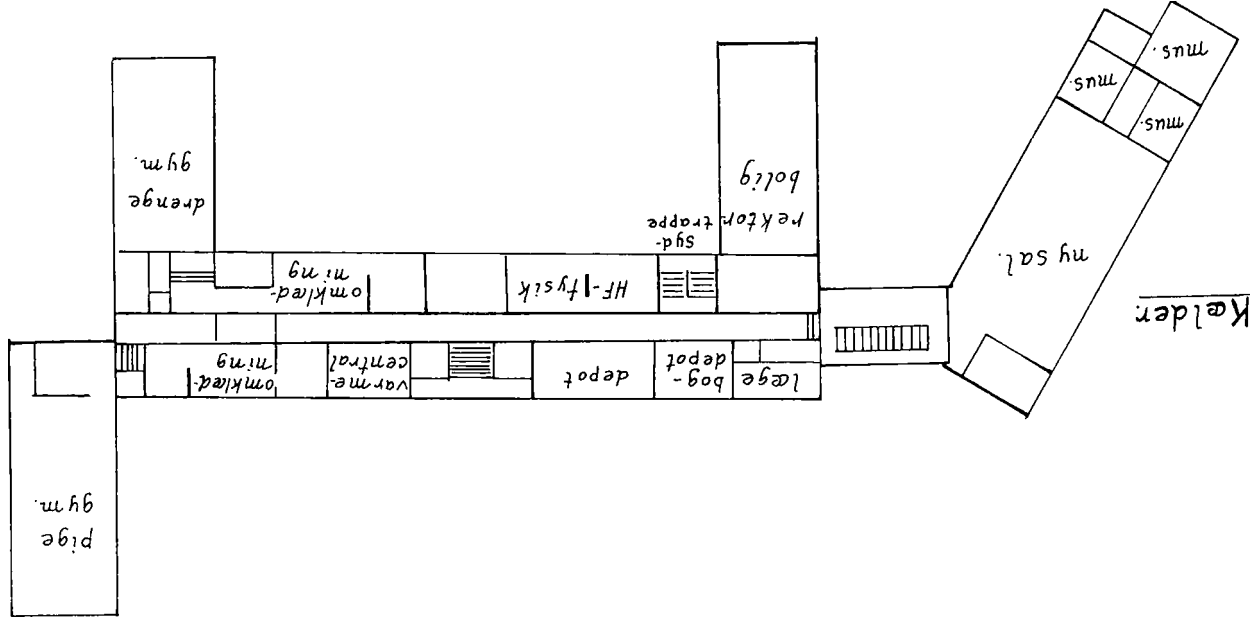 Kælder.
pige
gym.
læge
bog-
depot
depot
varme-
central
omklæd-
ning
ny sal.
HF-fysik
omklæd-
ning
syd-
trappe
rektor
bolig
drenge
gym.
mus.
mus.
mus.